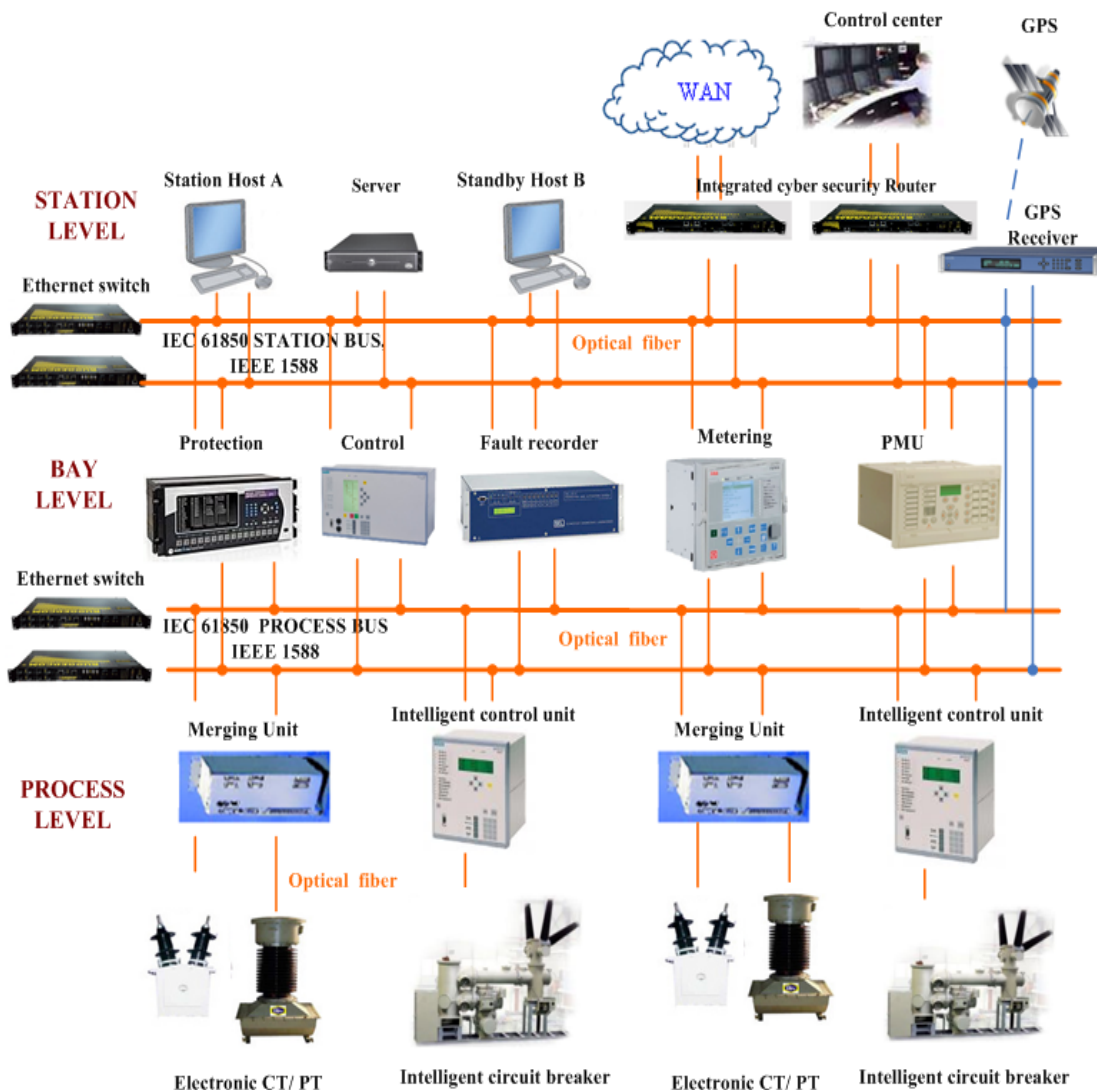 Control center
GPS
WAN
Station Host A
Server
Standby Host B
Integrated cyber security Router
STATION
LEVEL
GPS
Receiver
Ethernet switch
IEC 61850 STATION BUS,
IEEE 1588
Optical fiber
Protection
Control
Fault recorder
Metering
PMU
BAY
LEVEL
Ethernet switch
IEC 61850 PROCESS BUS
IEEE 1588
Optical fiber
Merging Unit
Intelligent control unit
Merging Unit
Intelligent control unit
PROCESS
LEVEL
Optical fiber
Electronic CT/ PT
Intelligent circuit breaker
Electronic CT/ PT
Intelligent circuit breaker